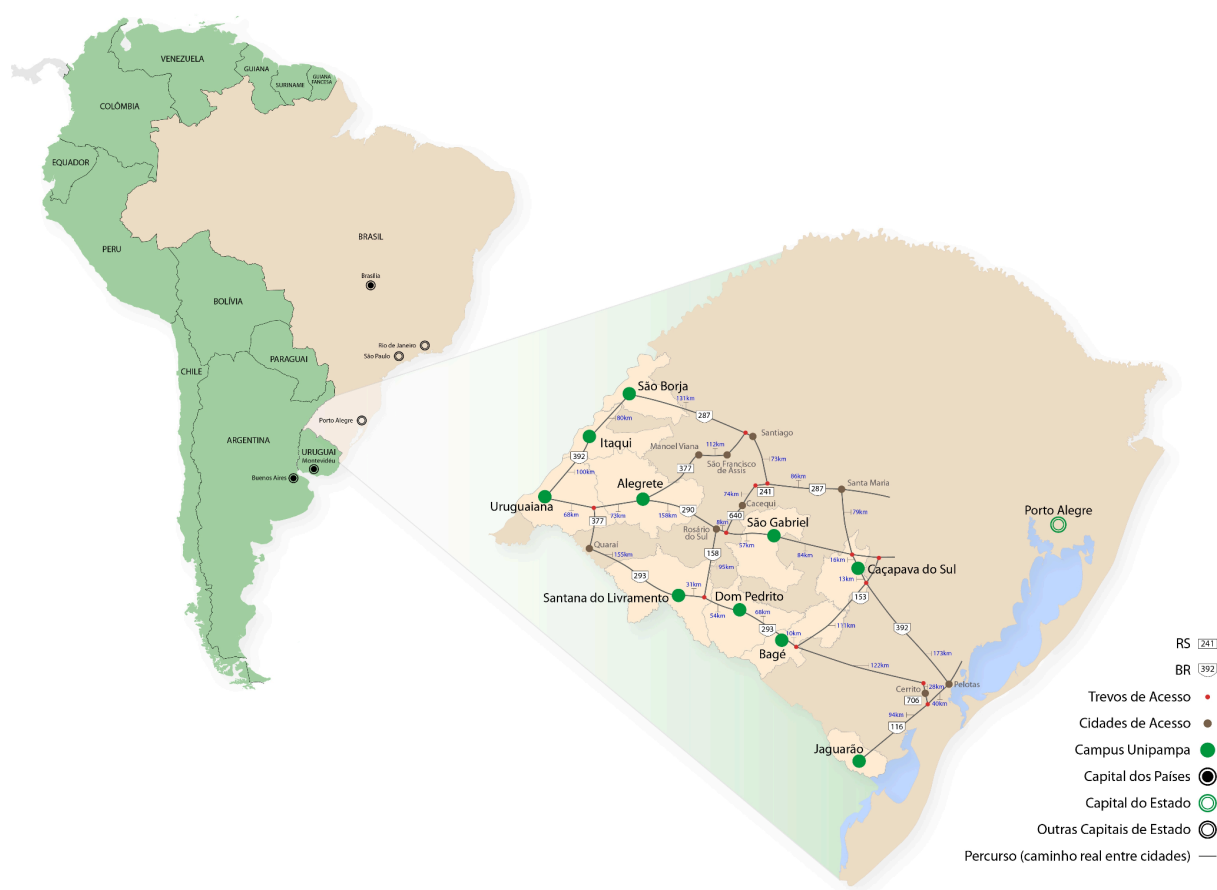 VENEZUELA
GUIANA
SURINAME
GUIANA
FANCESA
COLÔMBIA
EQUADOR
PERU
BRASIL
Brasília
BOLÍVIA
Rio de Janeiro
São Paulo
PARAGUAI
CHILE
Porto Alegre
ARGENTINA
URUGUAI
Montevidéu
Buenos Aires
São Borja
131km
80km
287
Itaqui
Santiago
Manoel Viana
112km
São Francisco
de Assis
73km
392
100km
377
86km
Alegrete
74km
241
287
Santa Maria
Uruguaiana
Cacequi
68km
73km
158km
290
640
79km
Porto Alegre
377
8km
São Gabriel
Rosário
do Sul
57km
Quaraí
155km
158
84km
16km
95km
13km
Caçapava do Sul
293
31km
Santana do Livramento
Dom Pedrito
153
54km
68km
293
10km
111km
392
Bagé
173km
122km
Cerrito
28km
Pelotas
706
40km
94km
116
Jaguarão
RS 241
BR 392
Trevos de Acesso
Cidades de Acesso
Campus Unipampa
Capital dos Países
Capital do Estado
Outras Capitais de Estado
Percurso (caminho real entre cidades)